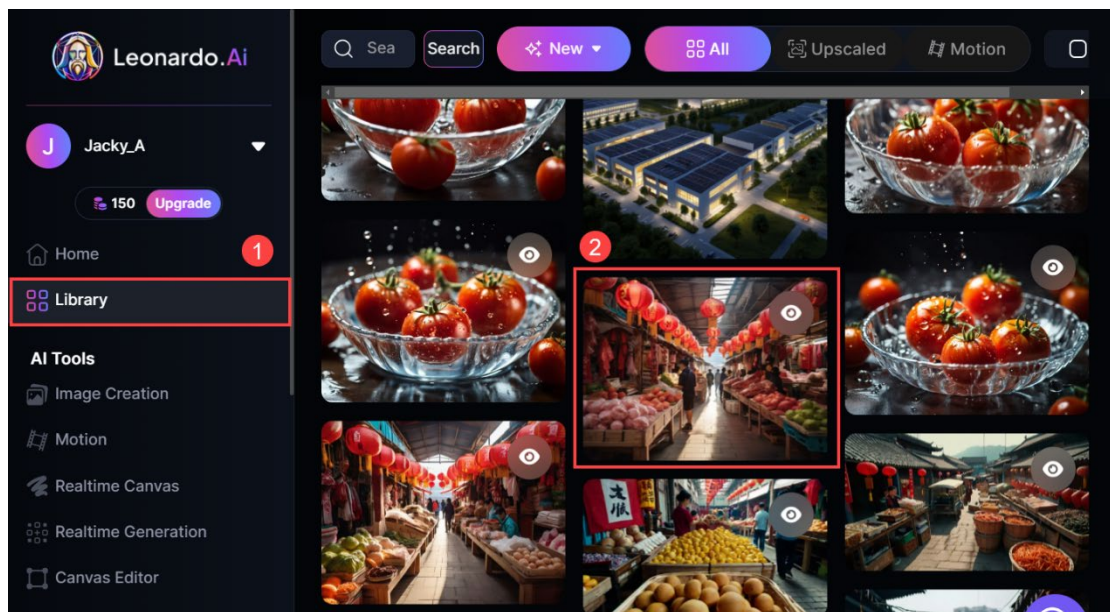 Leonardo.Ai
Sea
Search
New
All
Upscaled
Motion
J
Jacky_A
150
Upgrade
Home
1
Library
2
AI Tools
Image Creation
Motion
Realtime Canvas
Realtime Generation
Canvas Editor